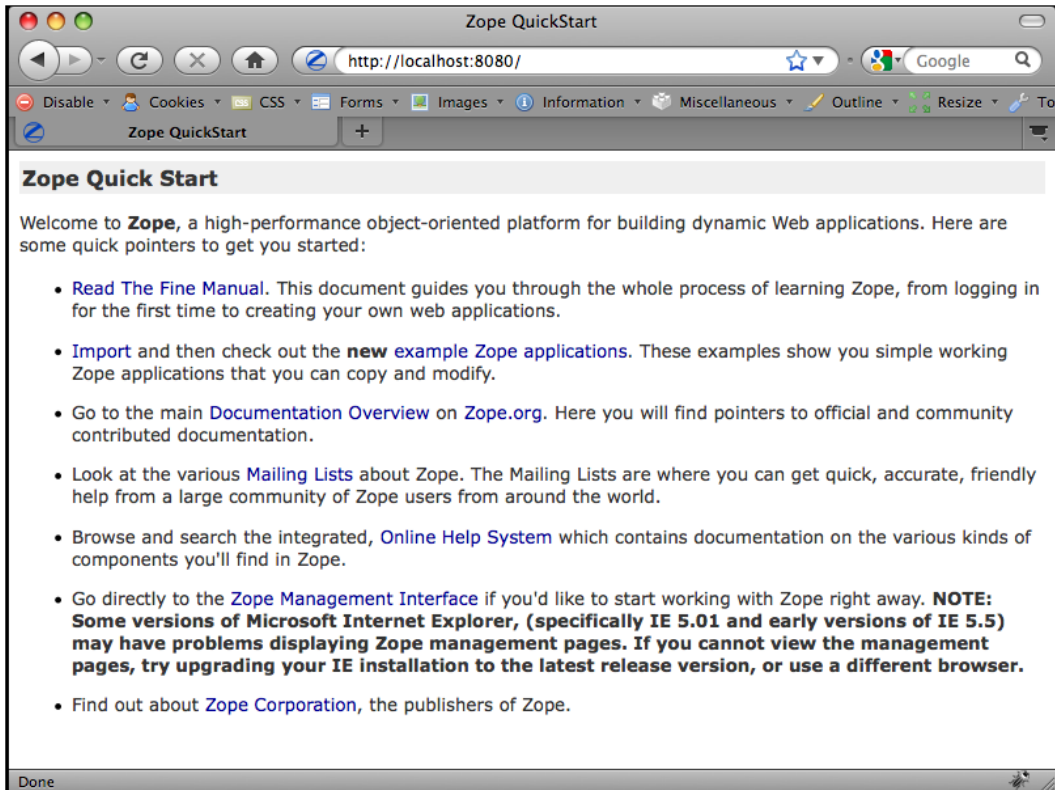 Zope QuickStart
http://localhost:8080/
Google
Disable Cookies CSS Forms Images Information Miscellaneous Outline Resize
Zope QuickStart
Zope Quick Start
Welcome to Zope, a high-performance object-oriented platform for building dynamic Web applications. Here are
some quick pointers to get you started:
• Read The Fine Manual. This document guides you through the whole process of learning Zope, from logging in
for the first time to creating your own web applications.
• Import and then check out the new example Zope applications. These examples show you simple working
Zope applications that you can copy and modify.
• Go to the main Documentation Overview on Zope.org. Here you will find pointers to official and community
contributed documentation.
• Look at the various Mailing Lists about Zope. The Mailing Lists are where you can get quick, accurate, friendly
help from a large community of Zope users from around the world.
• Browse and search the integrated, Online Help System which contains documentation on the various kinds of
components you'll find in Zope.
• Go directly to the Zope Management Interface if you'd like to start working with Zope right away. NOTE:
Some versions of Microsoft Internet Explorer, (specifically IE 5.01 and early versions of IE 5.5)
may have problems displaying Zope management pages. If you cannot view the management
pages, try upgrading your IE installation to the latest release version, or use a different browser.
• Find out about Zope Corporation, the publishers of Zope.
Done